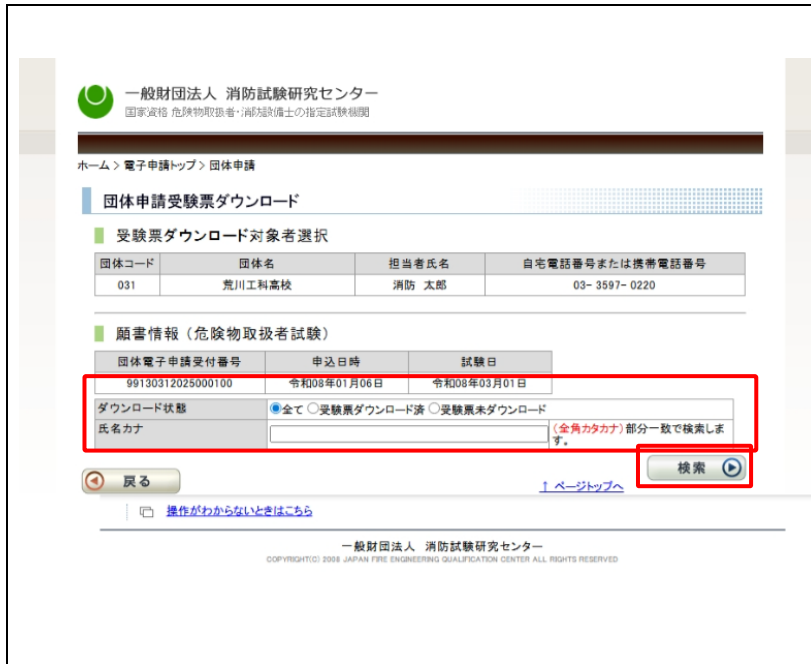 一般財団法人 消防試験研究センター
国家資格 危険物取扱者・消防設備士の指定試験機関
ホーム > 電子申請トップ > 団体申請
団体申請受験票ダウンロード
受験票ダウンロード対象者選択
団体コード 団体名 担当者氏名 自宅電話番号または携帯電話番号
031 荒川工科高校 消防 太郎 03- 3597- 0220
願書情報（危険物取扱者試験）
団体電子申請受付番号 申込日時 試験日
99130312025000100 令和08年01月06日 令和08年03月01日
ダウンロード状態 全て 受験票ダウンロード済 受験票未ダウンロード
氏名カナ (全角カタカナ)部分一致で検索しま
す。
検索
戻る
↑ ページトップへ
操作がわからないときはこちら
一般財団法人 消防試験研究センター
COPYRIGHT(C) 2008 JAPAN FIRE ENGINEERING QUALIFICATION CENTER ALL RIGHTS RESERVED